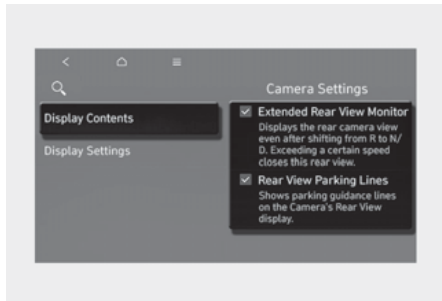 Camera Settings
Display Contents
Display Settings
Extended Rear View Monitor
Displays the rear camera view
even after shifting from R to N/
D. Exceeding a certain speed
closes this rear view.
Rear View Parking Lines
Shows parking guidance lines
on the Camera's Rear View
display.